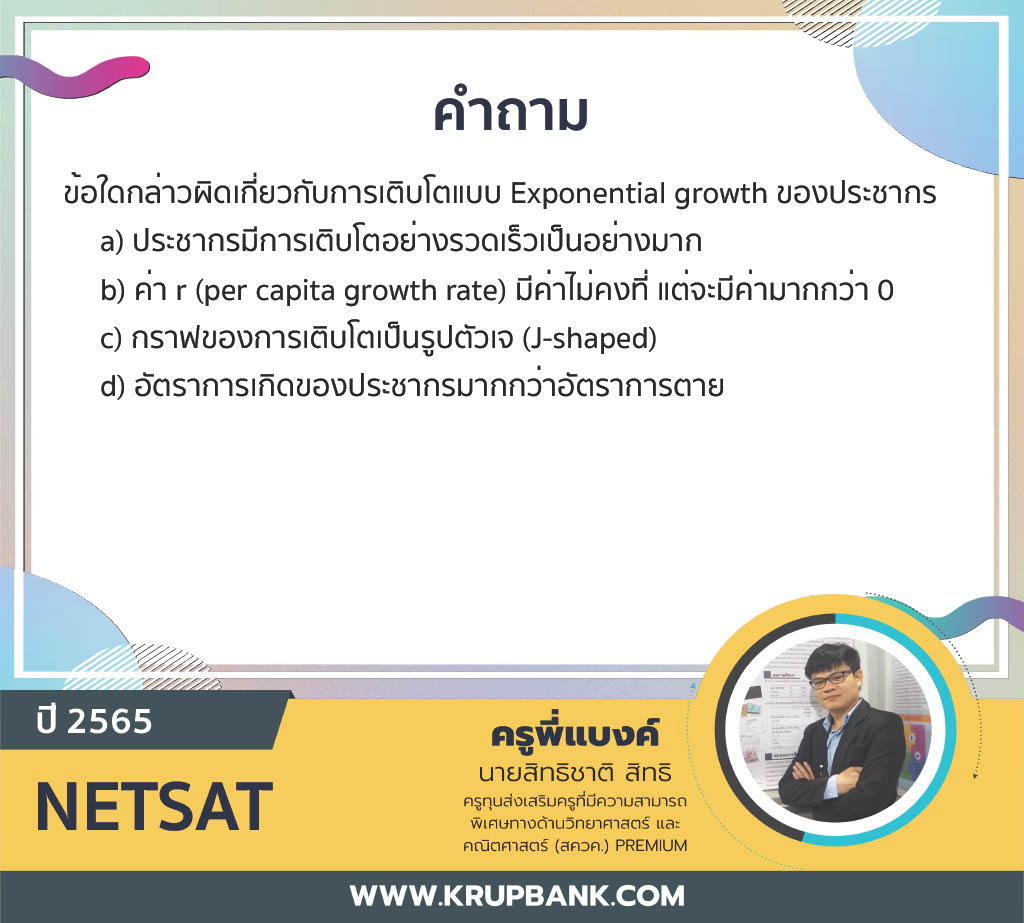 คำถาม
ข้อใดกล่าวผิดเกี่ยวกับการเติบโตแบบ Exponential growth ของประชากร
a) ประชากรมีการเติบโตอย่างรวดเร็วเป็นอย่างมาก
b) ค่า r (per capita growth rate) มีค่าไม่คงที่ แต่จะมีค่ามากกว่า 0
c) กราฟของการเติบโตเป็นรูปตัวเจ (J-shaped)
d) อัตราการเกิดของประชากรมากกว่าอัตราการตาย
ปี 2565
NETSAT
ครูพี่แบงค์
นายสิทธิชาติ สิทธิ
ครูทุนส่งเสริมครูที่มีความสามารถ
พิเศษทางด้านวิทยาศาสตร์ และ
คณิตศาสตร์ (สควค.) PREMIUM
WWW.KRUPBANK.COM